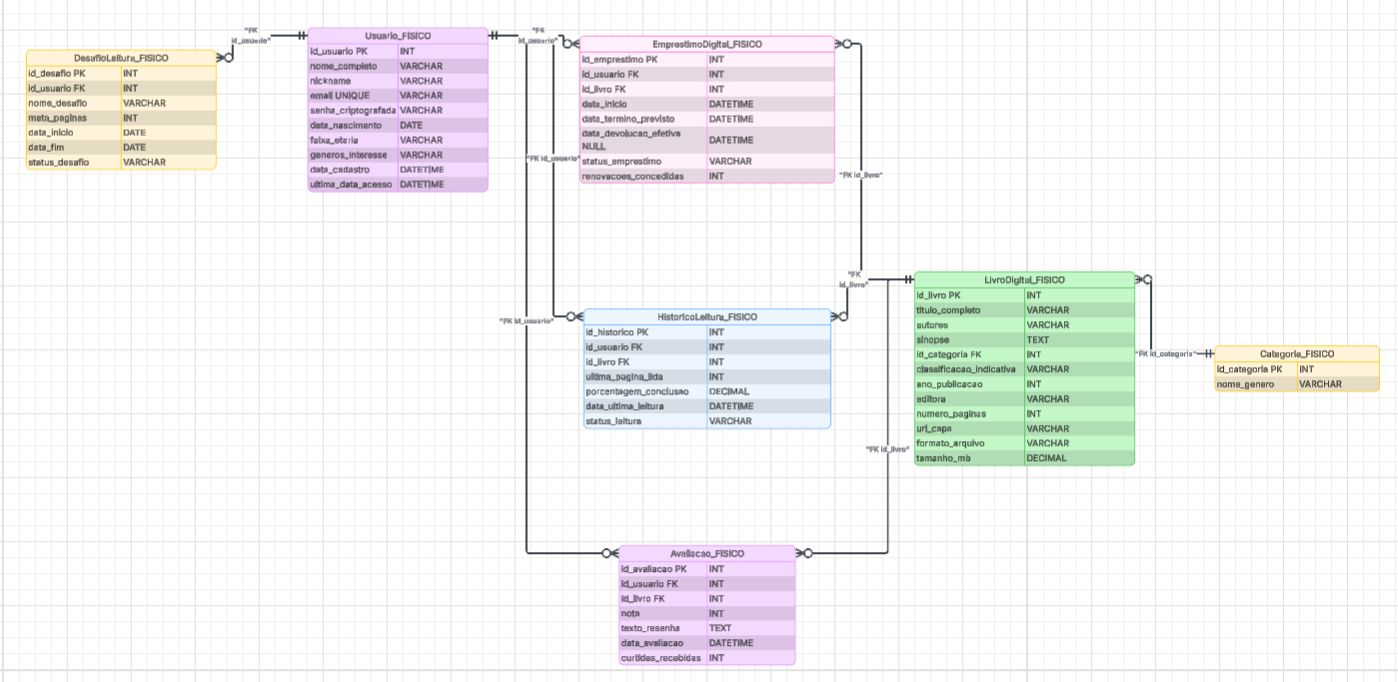 "FK
id_usuario"
DesafioLeitura_FISICO
id_desafio PK INT
id_usuario FK INT
nome_desafio VARCHAR
meta_paginas INT
data_inicio DATE
data_fim DATE
status_desafio VARCHAR
Usuario_FISICO
id_usuario PK INT
nome_completo VARCHAR
nickname VARCHAR
email UNIQUE VARCHAR
senha_criptografada VARCHAR
data_nascimento DATE
faixa_etaria VARCHAR
generos_interesse VARCHAR
data_cadastro DATETIME
ultima_data_acesso DATETIME
"FK
id_usuario"
EmprestimoDigital_FISICO
id_emprestimo PK INT
id_usuario FK INT
id_livro FK INT
data_inicio DATETIME
data_termino_previsto DATETIME
data_devolucao_efetiva
NULL DATETIME
status_emprestimo VARCHAR
renovacoes_concedidas INT
"FK id_usuario"
"FK id_livro"
"FK
id_livro"
"FK id_usuario"
HistoricoLeitura_FISICO
id_historico PK INT
id_usuario FK INT
id_livro FK INT
ultima_pagina_lida INT
porcentagem_conclusao DECIMAL
data_ultima_leitura DATETIME
status_leitura VARCHAR
LivroDigital_FISICO
id_livro PK INT
titulo_completo VARCHAR
autores VARCHAR
sinopse TEXT
id_categoria FK INT
classificacao_indicativa VARCHAR
ano_publicacao INT
editora VARCHAR
numero_paginas INT
url_capa VARCHAR
formato_arquivo VARCHAR
tamanho_mb DECIMAL
"FK id_categoria"
Categoria_FISICO
id_categoria PK INT
nome_genero VARCHAR
"FK id_livro"
Avaliacao_FISICO
id_avaliacao PK INT
id_usuario FK INT
id_livro FK INT
nota INT
texto_resenha TEXT
data_avaliacao DATETIME
curtidas_recebidas INT